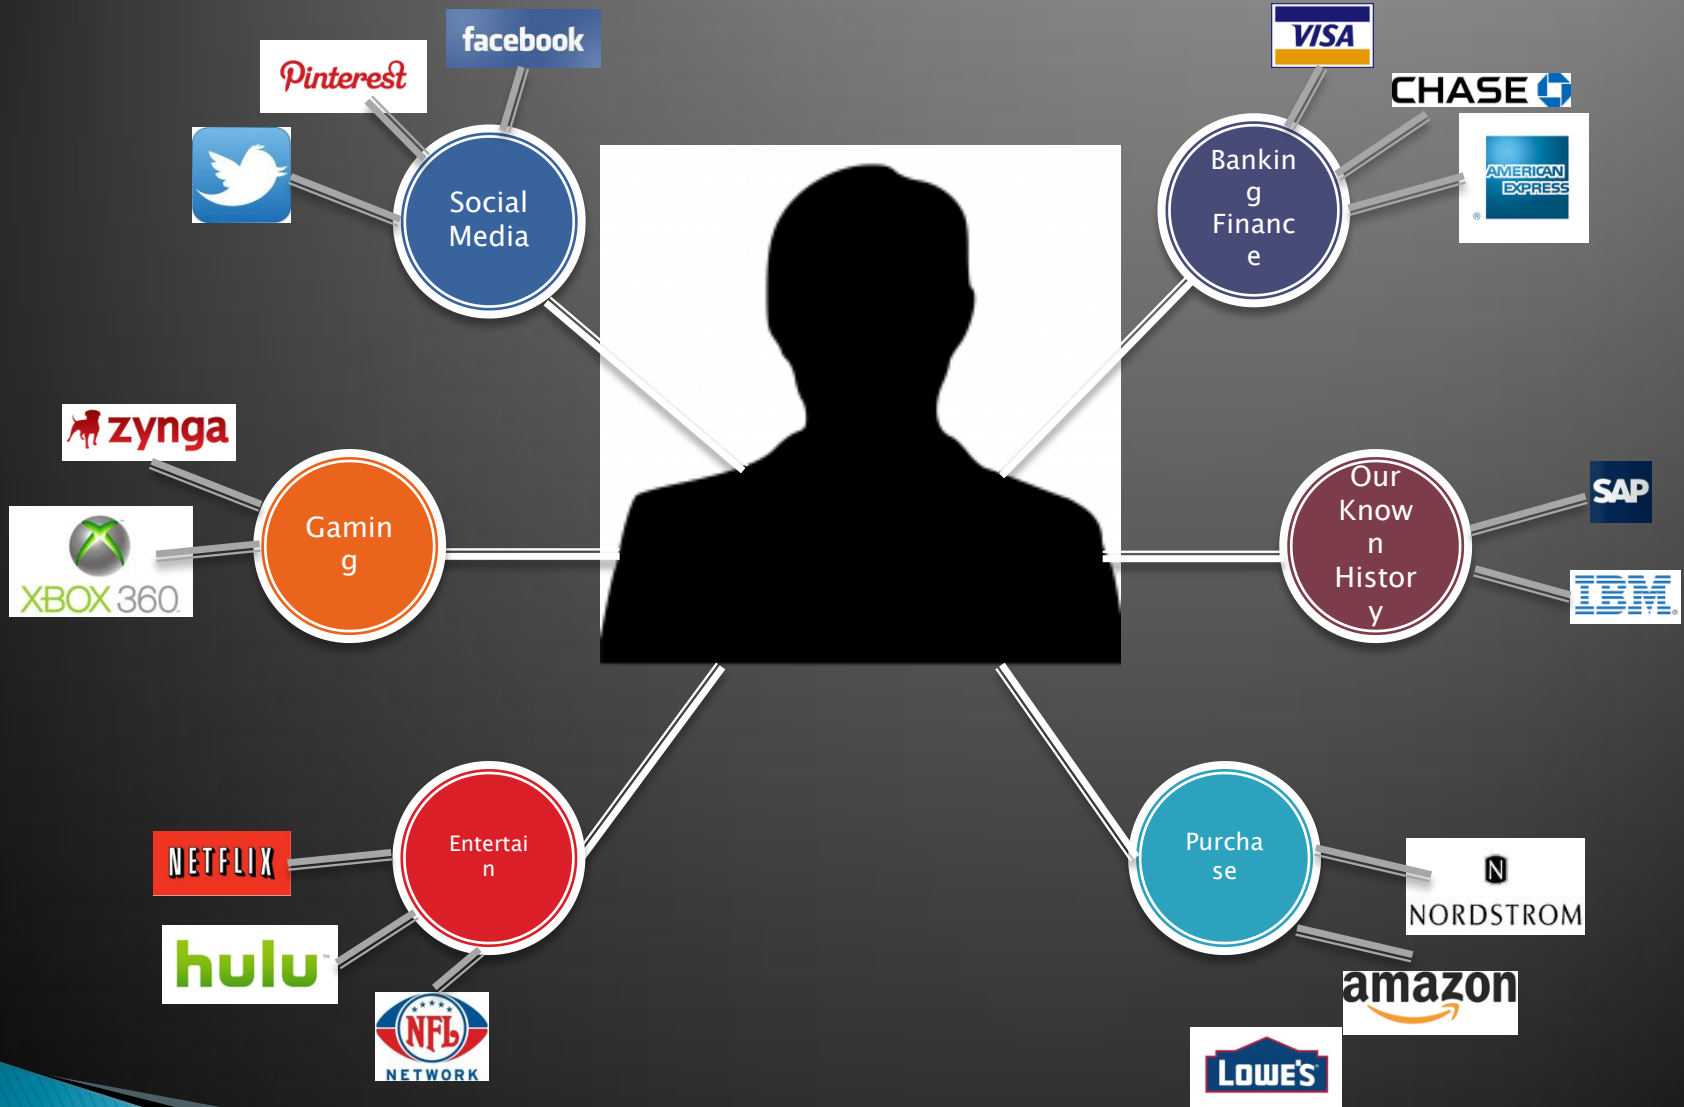 facebook
Pinterest
Social
Media
VISA
CHASE
AMERICAN
EXPRESS
®
Bankin
g
Financ
e
zynga
XBOX 360
Gamin
g
Our
Know
n
Histor
y
SAP
IBM
NETFLIX
hulu
NFL
NETWORK
Entertai
n
Purcha
se
N
NORDSTROM
amazon
LOWE'S